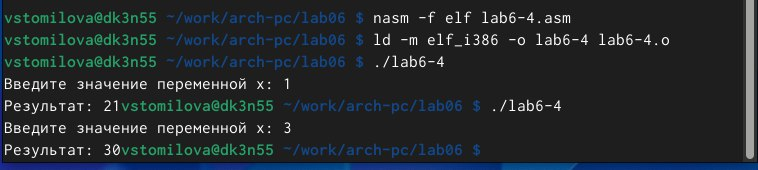 vstomilova@dk3n55 ~/work/arch-pc/lab06 $ nasm -f elf lab6-4.asm
vstomilova@dk3n55 ~/work/arch-pc/lab06 $ ld -m elf_i386 -o lab6-4 lab6-4.o
vstomilova@dk3n55 ~/work/arch-pc/lab06 $ ./lab6-4
Введите значение переменной x: 1
Результат: 21vstomilova@dk3n55 ~/work/arch-pc/lab06 $ ./lab6-4
Введите значение переменной x: 3
Результат: 30vstomilova@dk3n55 ~/work/arch-pc/lab06 $